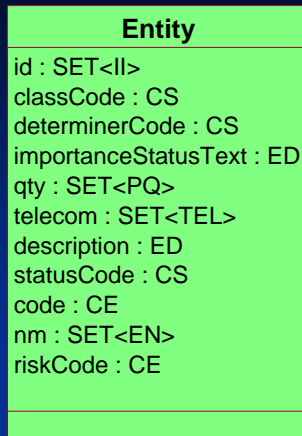 Entity
id : SET<II>
classCode : CS
determinerCode : CS
importanceStatusText : ED
qty : SET<PQ>
telecom : SET<TEL>
description : ED
statusCode : CS
code : CE
nm : SET<EN>
riskCode : CE